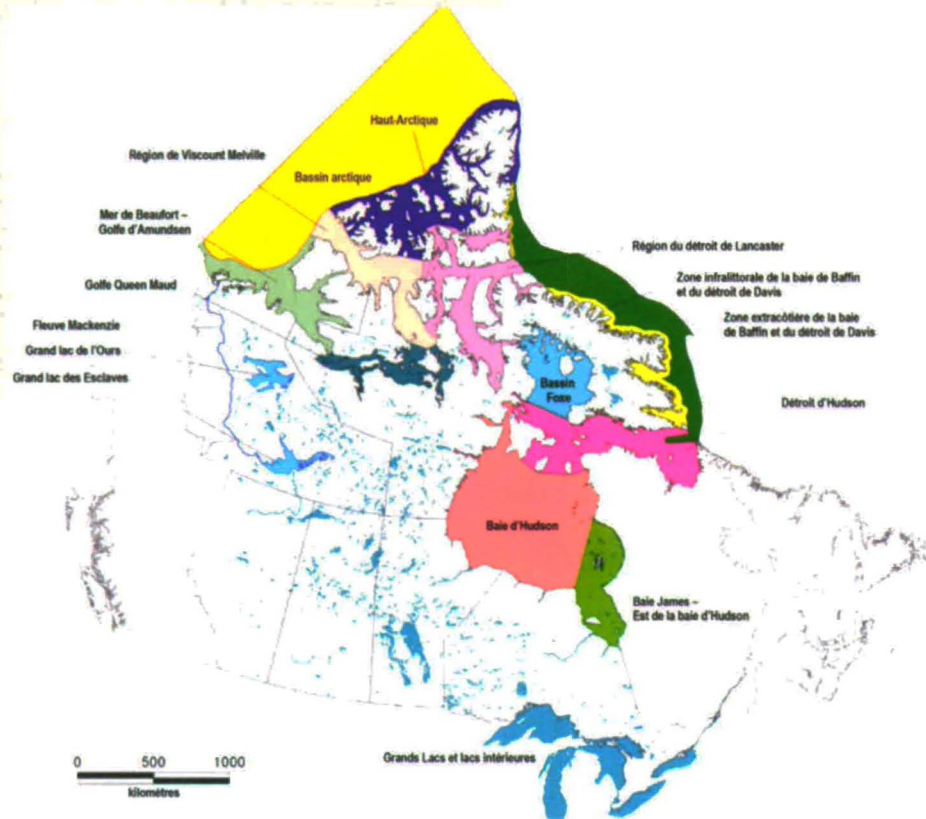 Haut-Arctique
Région de Viscount Melville
Bassin arctique
Mer de Beaufort –
Golfe d'Amundsen
Région du détroit de Lancaster
Golfe Queen Maud
Zone infralittorale de la baie de Baffin
et du détroit de Davis
Zone extracôtière de la baie
de Baffin et du détroit de Davis
Fleuve Mackenzie
Grand lac de l'Ours
Grand lac des Esclaves
Bassin
Foxe
Détroit d'Hudson
Baie d'Hudson
Baie James –
Est de la baie d'Hudson
Grands Lacs et lacs intérieures
0 500 1000
kilomètres